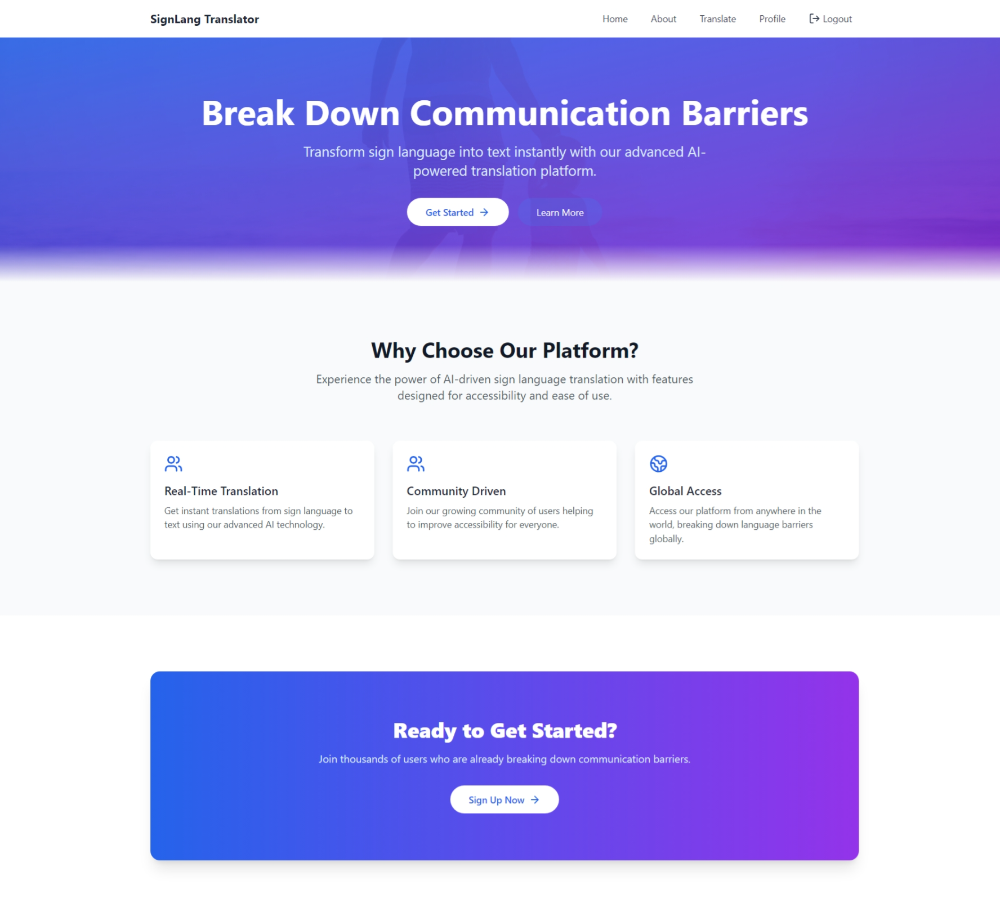 SignLang Translator
Home About Translate Profile Logout
Break Down Communication Barriers
Transform sign language into text instantly with our advanced AI-
powered translation platform.
Get Started Learn More
Why Choose Our Platform?
Experience the power of AI-driven sign language translation with features
designed for accessibility and ease of use.
Real-Time Translation
Get instant translations from sign language to
text using our advanced AI technology.
Community Driven
Join our growing community of users helping
to improve accessibility for everyone.
Global Access
Access our platform from anywhere in the
world, breaking down language barriers
globally.
Ready to Get Started?
Join thousands of users who are already breaking down communication barriers.
Sign Up Now